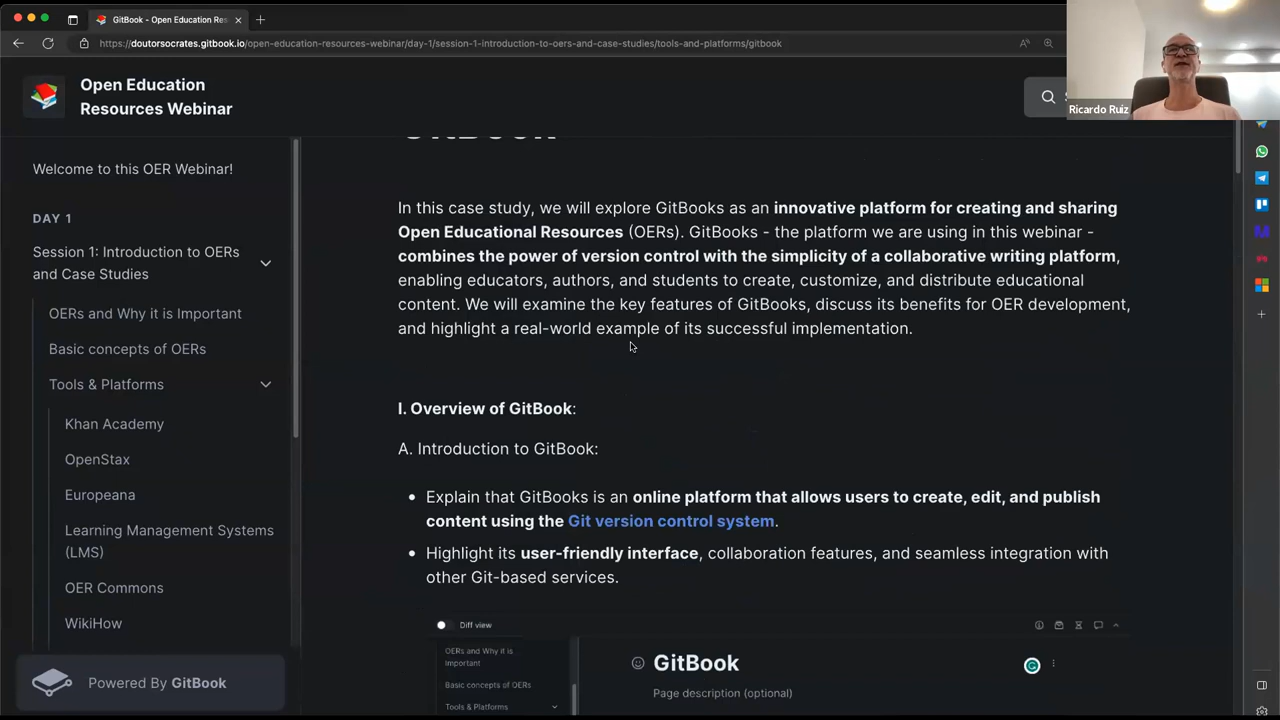 GitBook - Open Education Res
https://doutorsocrates.gitbook.io/open-education-resources-webinar/day-1/session-1-introduction-to-oers-and-case-studies/tools-and-platforms/gitbook
Ricardo Ruiz
Open Education
Resources Webinar
Welcome to this OER Webinar!
DAY 1
Session 1: Introduction to OERs
and Case Studies
OERs and Why it is Important
Basic concepts of OERs
Tools & Platforms
Khan Academy
OpenStax
Europeana
Learning Management Systems
(LMS)
OER Commons
WikiHow
Powered By GitBook
GitBook
In this case study, we will explore GitBooks as an innovative platform for creating and sharing
Open Educational Resources (OERs). GitBooks - the platform we are using in this webinar -
combines the power of version control with the simplicity of a collaborative writing platform,
enabling educators, authors, and students to create, customize, and distribute educational
content. We will examine the key features of GitBooks, discuss its benefits for OER development,
and highlight a real-world example of its successful implementation.
I. Overview of GitBook:
A. Introduction to GitBook:
• Explain that GitBooks is an online platform that allows users to create, edit, and publish
content using the Git version control system.
• Highlight its user-friendly interface, collaboration features, and seamless integration with
other Git-based services.
Diff view
OERs and Why it is
Important
Basic concepts of OERs
Tools & Platforms
GitBook
Page description (optional)